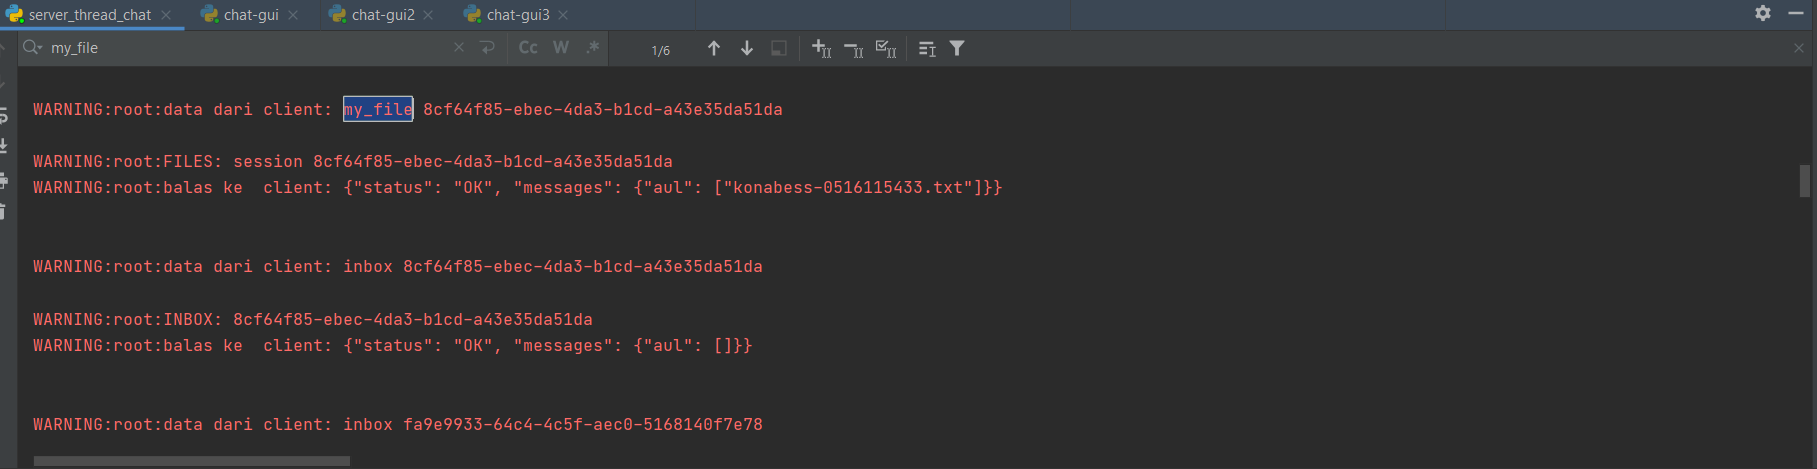 server_thread_chat chat-gui chat-gui2 chat-gui3
my_file Cc W .* 1/6
WARNING:root:data dari client: my_file 8cf64f85-ebec-4da3-b1cd-a43e35da51da
WARNING:root:FILES: session 8cf64f85-ebec-4da3-b1cd-a43e35da51da
WARNING:root:balas ke  client: {"status": "OK", "messages": {"aul": ["konabess-0516115433.txt"]}}
WARNING:root:data dari client: inbox 8cf64f85-ebec-4da3-b1cd-a43e35da51da
WARNING:root:INBOX: 8cf64f85-ebec-4da3-b1cd-a43e35da51da
WARNING:root:balas ke  client: {"status": "OK", "messages": {"aul": []}}
WARNING:root:data dari client: inbox fa9e9933-64c4-4c5f-aec0-5168140f7e78